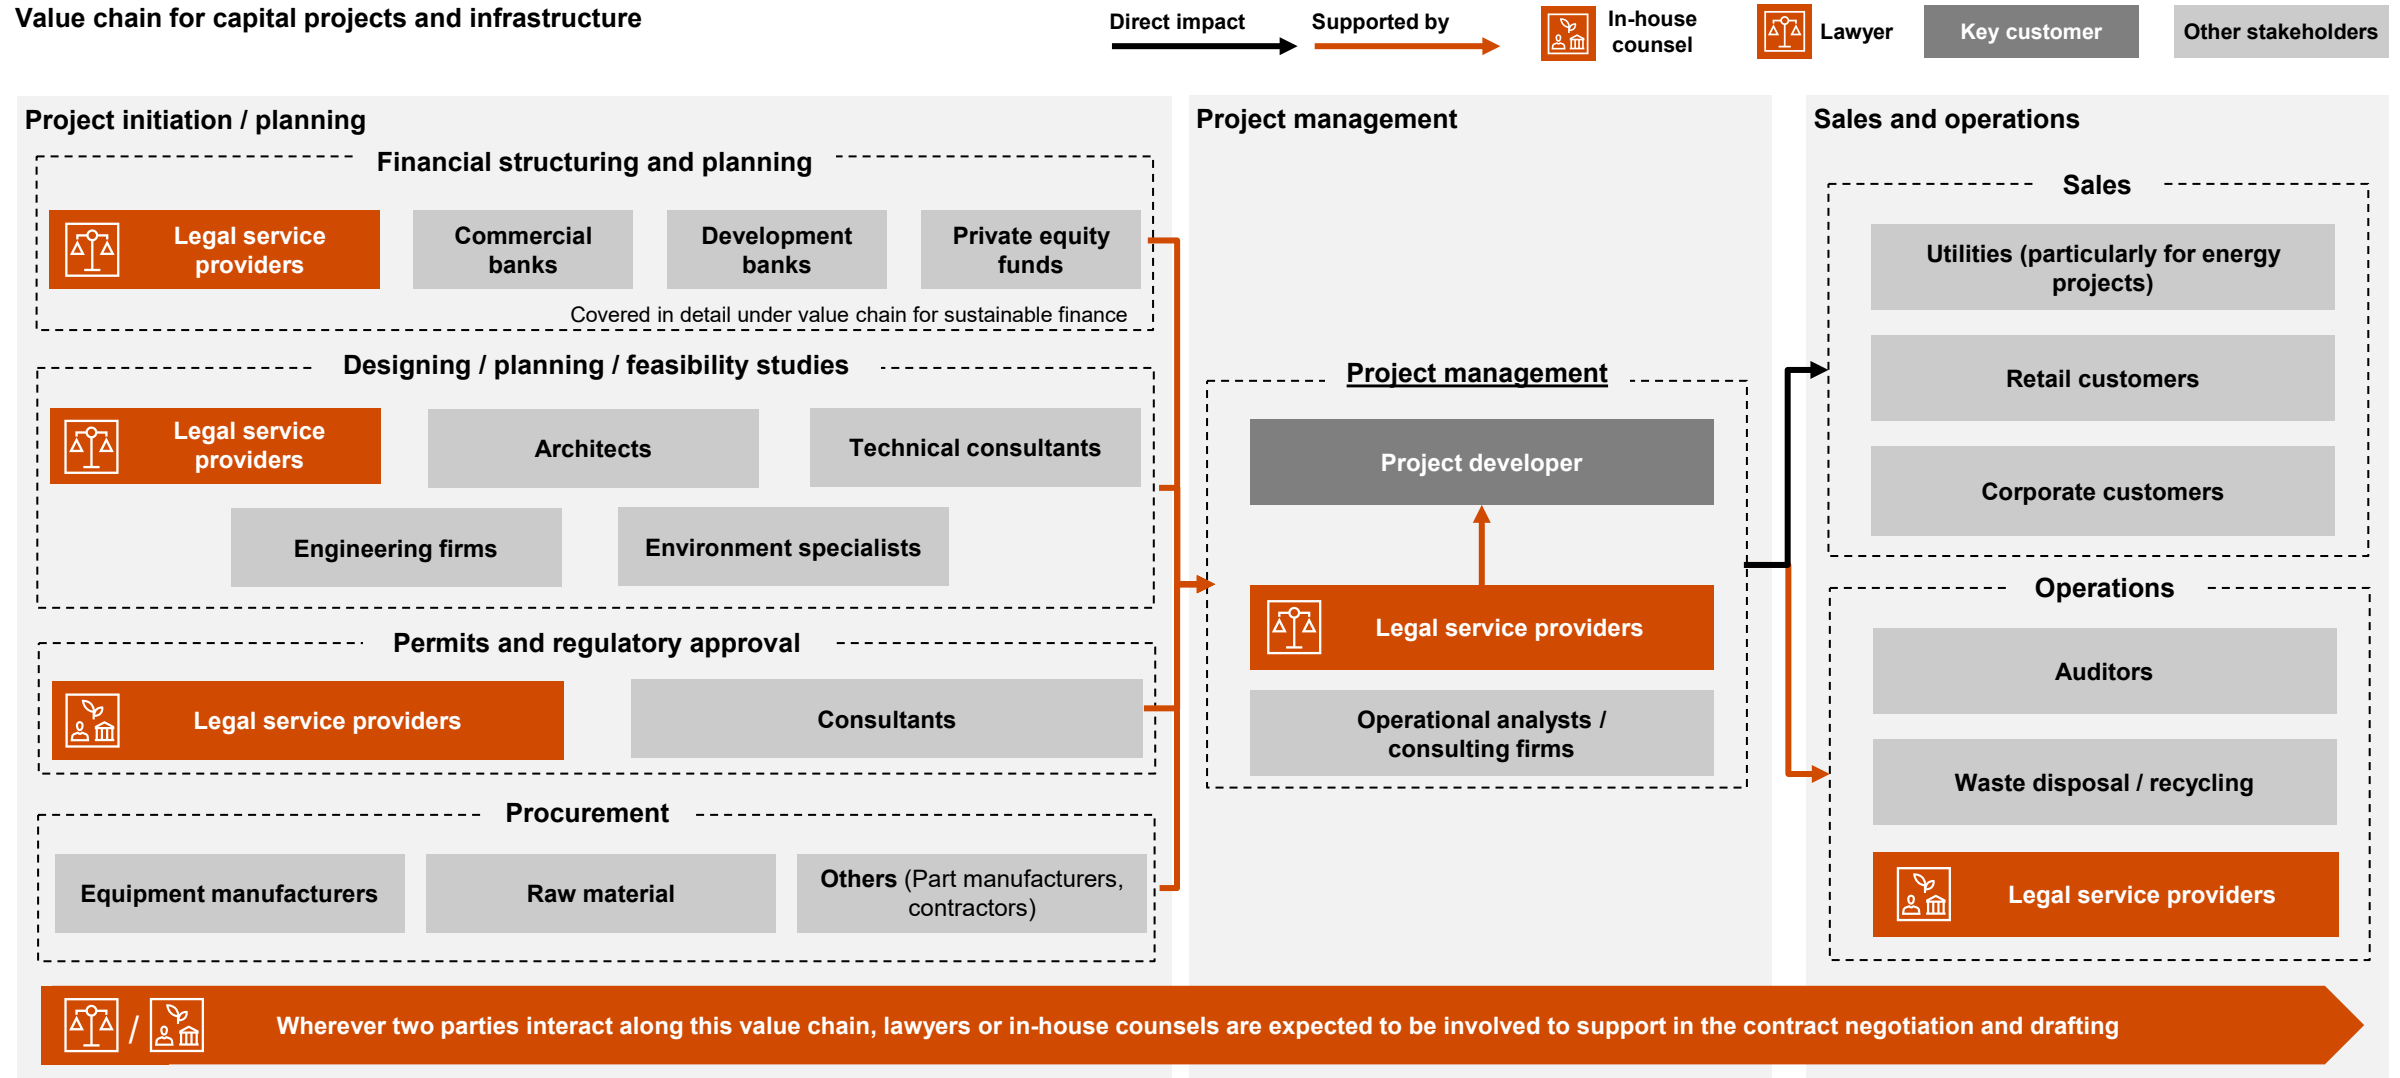 Value chain for capital projects and infrastructure
Direct impact
Supported by
In-house
counsel
Lawyer
Key customer
Other stakeholders
Project initiation / planning
Financial structuring and planning
Legal service
providers
Commercial
banks
Development
banks
Private equity
funds
Covered in detail under value chain for sustainable finance
Designing / planning / feasibility studies
Legal service
providers
Architects
Technical consultants
Engineering firms
Environment specialists
Permits and regulatory approval
Legal service providers
Consultants
Procurement
Equipment manufacturers
Raw material
Others (Part manufacturers,
contractors)
Project management
Project management
Project developer
Legal service providers
Operational analysts /
consulting firms
Sales and operations
Sales
Utilities (particularly for energy
projects)
Retail customers
Corporate customers
Operations
Auditors
Waste disposal / recycling
Legal service providers
/
Wherever two parties interact along this value chain, lawyers or in-house counsels are expected to be involved to support in the contract negotiation and drafting